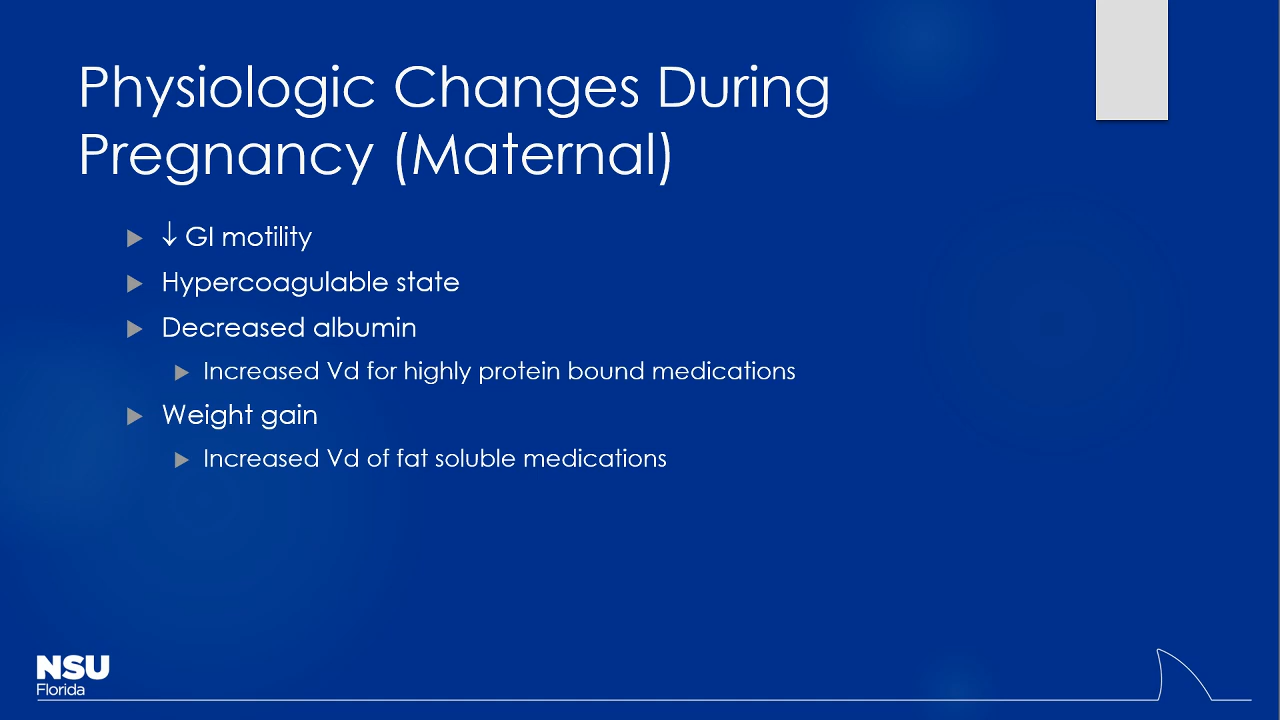 Physiologic Changes During
Pregnancy (Maternal)
↓ GI motility
Hypercoagulable state
Decreased albumin
Increased Vd for highly protein bound medications
Weight gain
Increased Vd of fat soluble medications
NSU
Florida